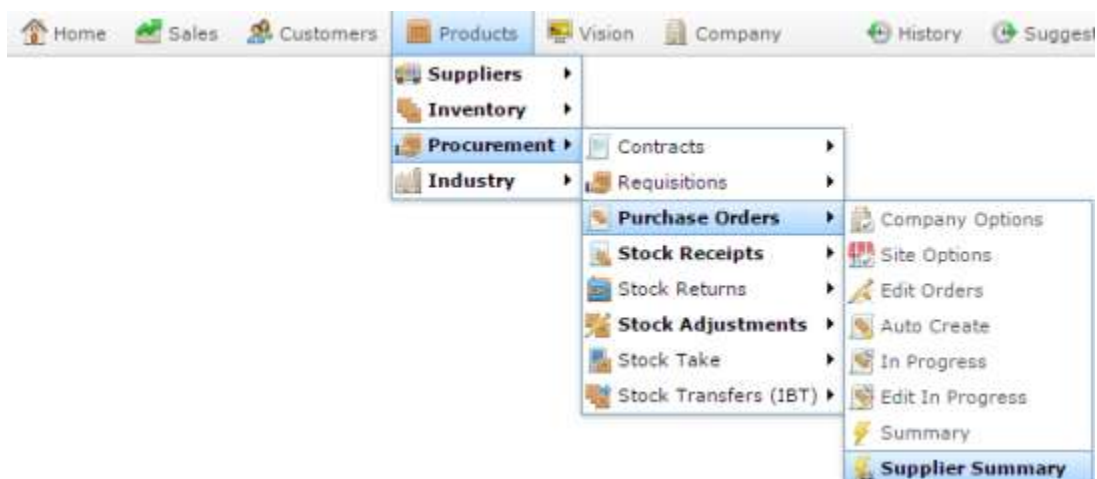 Home Sales Customers Products Vision Company History Suggest
Suppliers
Inventory
Procurement
Industry
Contracts
Requisitions
Purchase Orders
Stock Receipts
Stock Returns
Stock Adjustments
Stock Take
Stock Transfers (IBT)
Company Options
Site Options
Edit Orders
Auto Create
In Progress
Edit In Progress
Summary
Supplier Summary